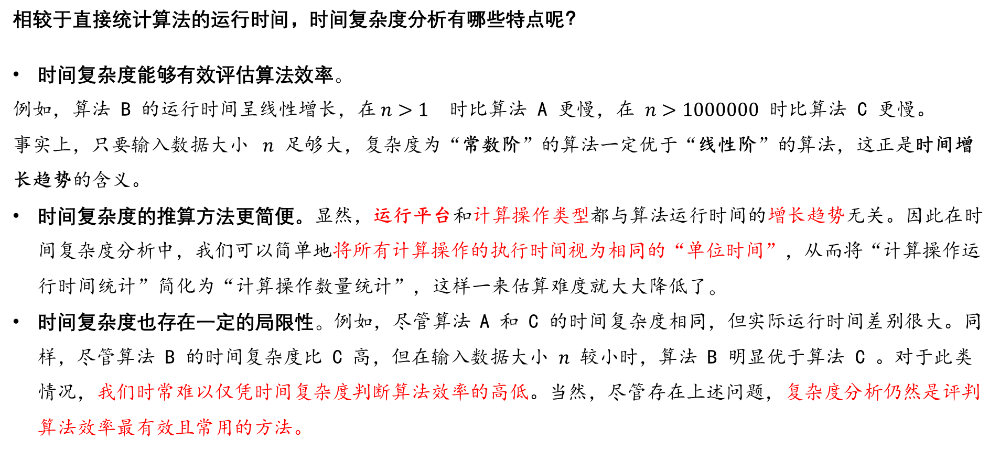 相较于直接统计算法的运行时间，时间复杂度分析有哪些特点呢？
• 时间复杂度能够有效评估算法效率。
例如，算法 B 的运行时间呈线性增长，在 n > 1 时比算法 A 更慢，在 n > 1000000 时比算法 C 更慢。
事实上，只要输入数据大小 n 足够大，复杂度为“常数阶”的算法一定优于“线性阶”的算法，这正是时间增
长趋势的含义。
• 时间复杂度的推算方法更简便。显然，运行平台和计算操作类型都与算法运行时间的增长趋势无关。因此在时
间复杂度分析中，我们可以简单地将所有计算操作的执行时间视为相同的“单位时间”，从而将“计算操作运
行时间统计”简化为“计算操作数量统计”，这样一来估算难度就大大降低了。
• 时间复杂度也存在一定的局限性。例如，尽管算法 A 和 C 的时间复杂度相同，但实际运行时间差别很大。同
样，尽管算法 B 的时间复杂度比 C 高，但在输入数据大小 n 较小时，算法 B 明显优于算法 C 。对于此类
情况，我们时常难以仅凭时间复杂度判断算法效率的高低。当然，尽管存在上述问题，复杂度分析仍然是评判
算法效率最有效且常用的方法。